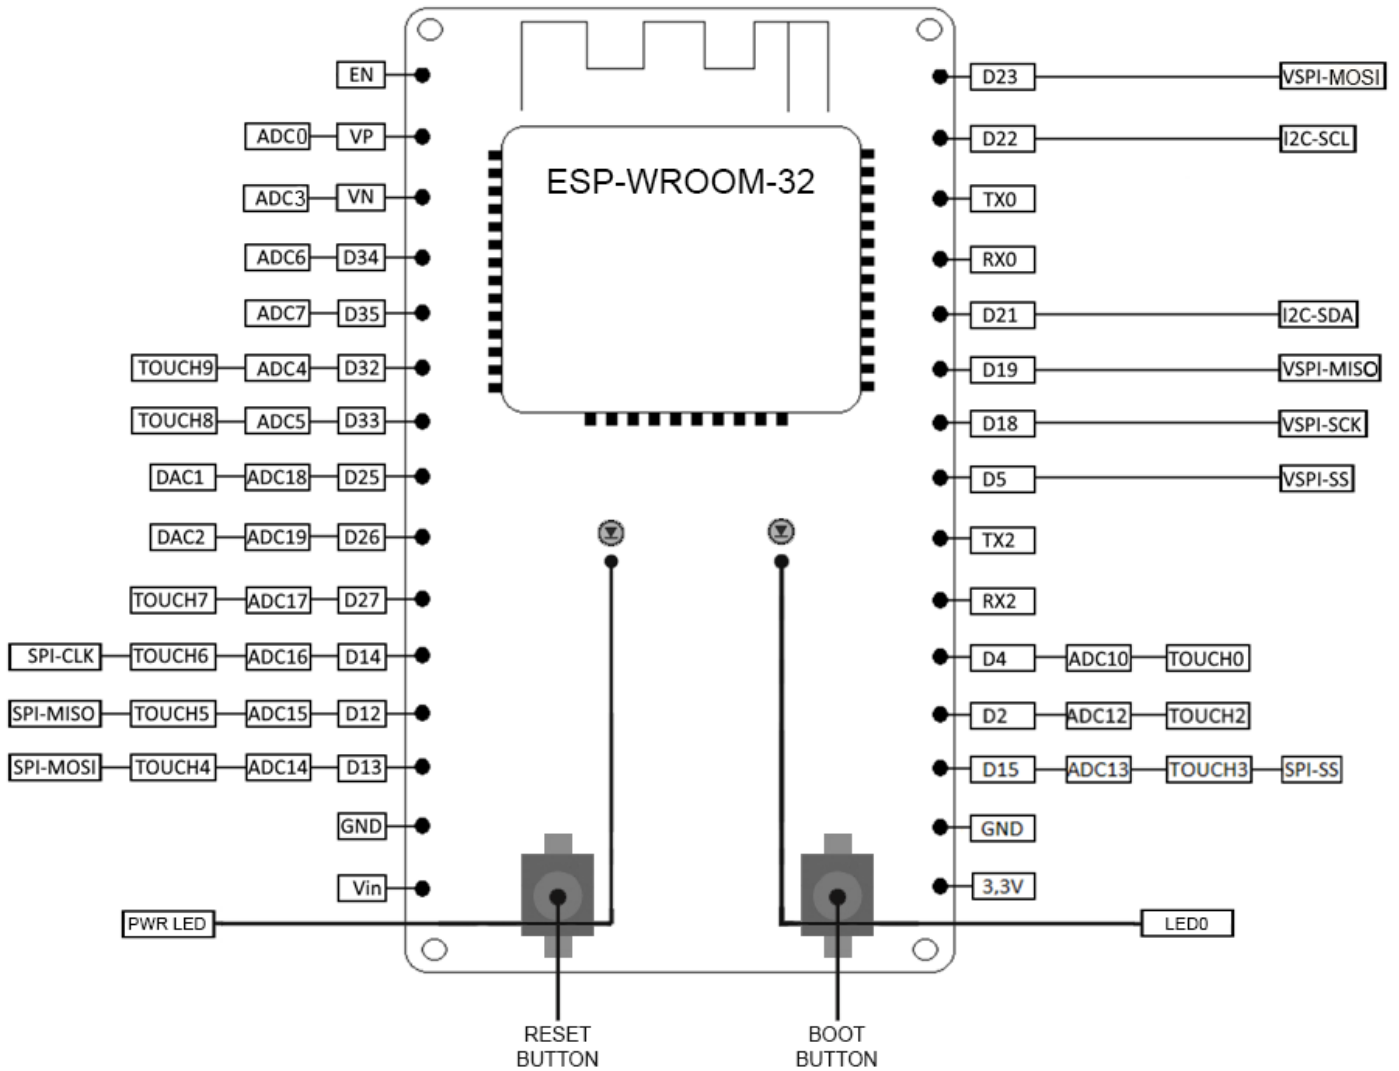 ESP-WROOM-32
EN
ADC0 VP
ADC3 VN
ADC6 D34
ADC7 D35
TOUCH9 ADC4 D32
TOUCH8 ADC5 D33
DAC1 ADC18 D25
DAC2 ADC19 D26
TOUCH7 ADC17 D27
SPI-CLK TOUCH6 ADC16 D14
SPI-MISO TOUCH5 ADC15 D12
SPI-MOSI TOUCH4 ADC14 D13
GND
Vin
PWR LED
D23 VSPI-MOSI
D22 I2C-SCL
TX0
RX0
D21 I2C-SDA
D19 VSPI-MISO
D18 VSPI-SCK
D5 VSPI-SS
TX2
RX2
D4 ADC10 TOUCH0
D2 ADC12 TOUCH2
D15 ADC13 TOUCH3 SPI-SS
GND
3,3V
LED0
RESET
BUTTON
BOOT
BUTTON